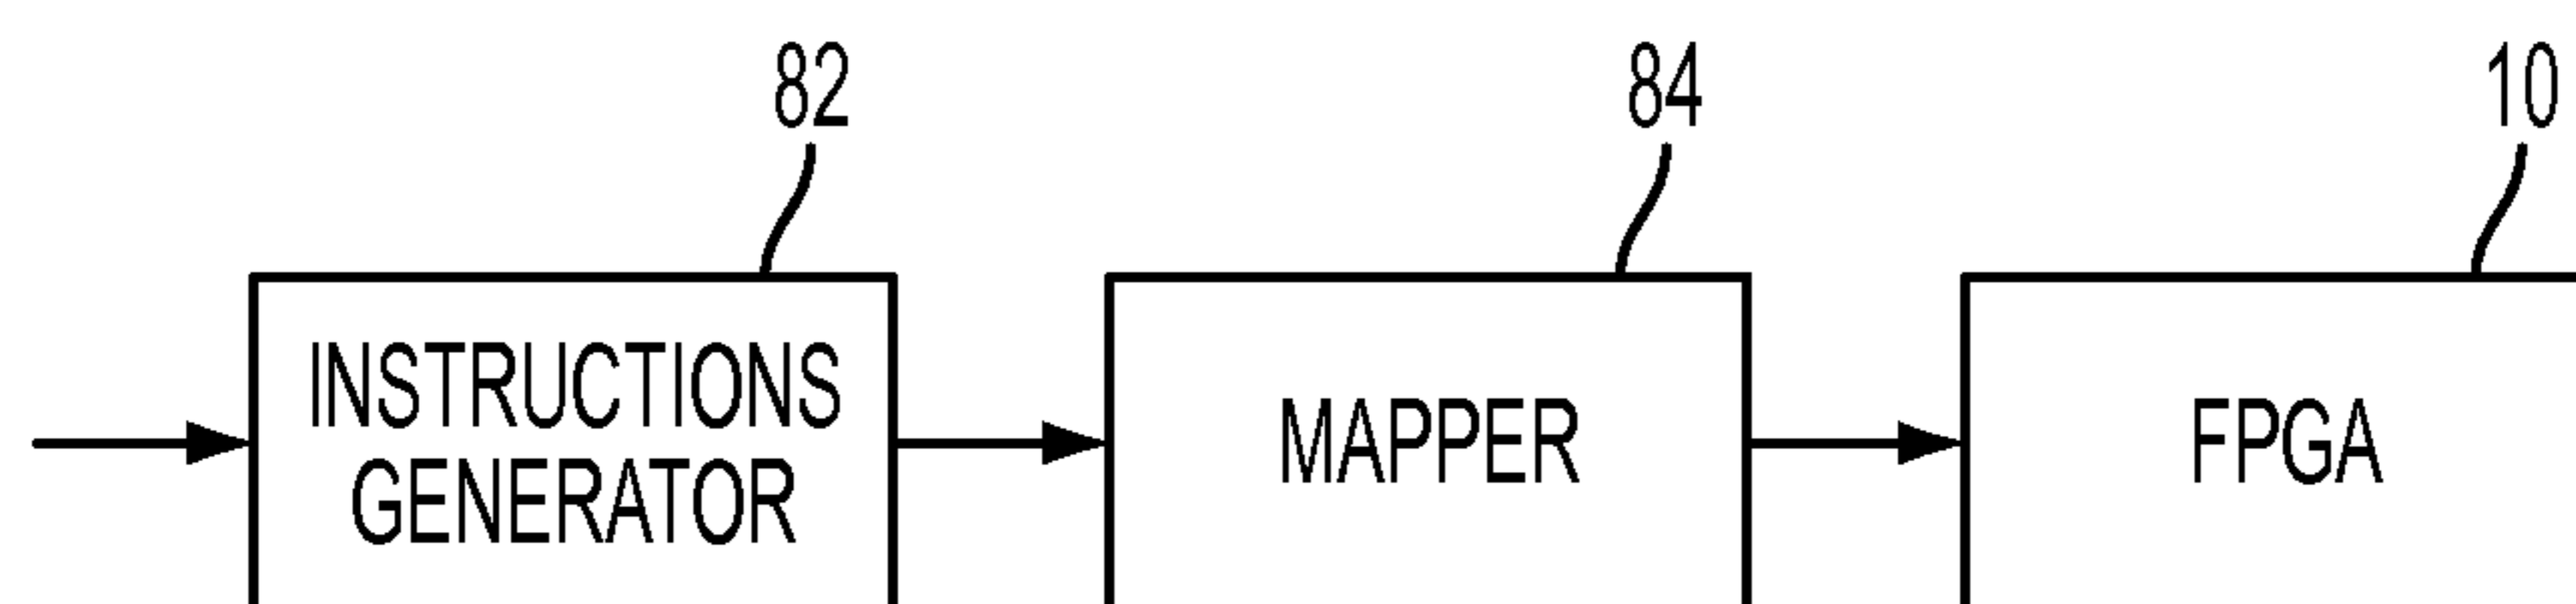 82
84
10
INSTRUCTIONS
GENERATOR
MAPPER
FPGA